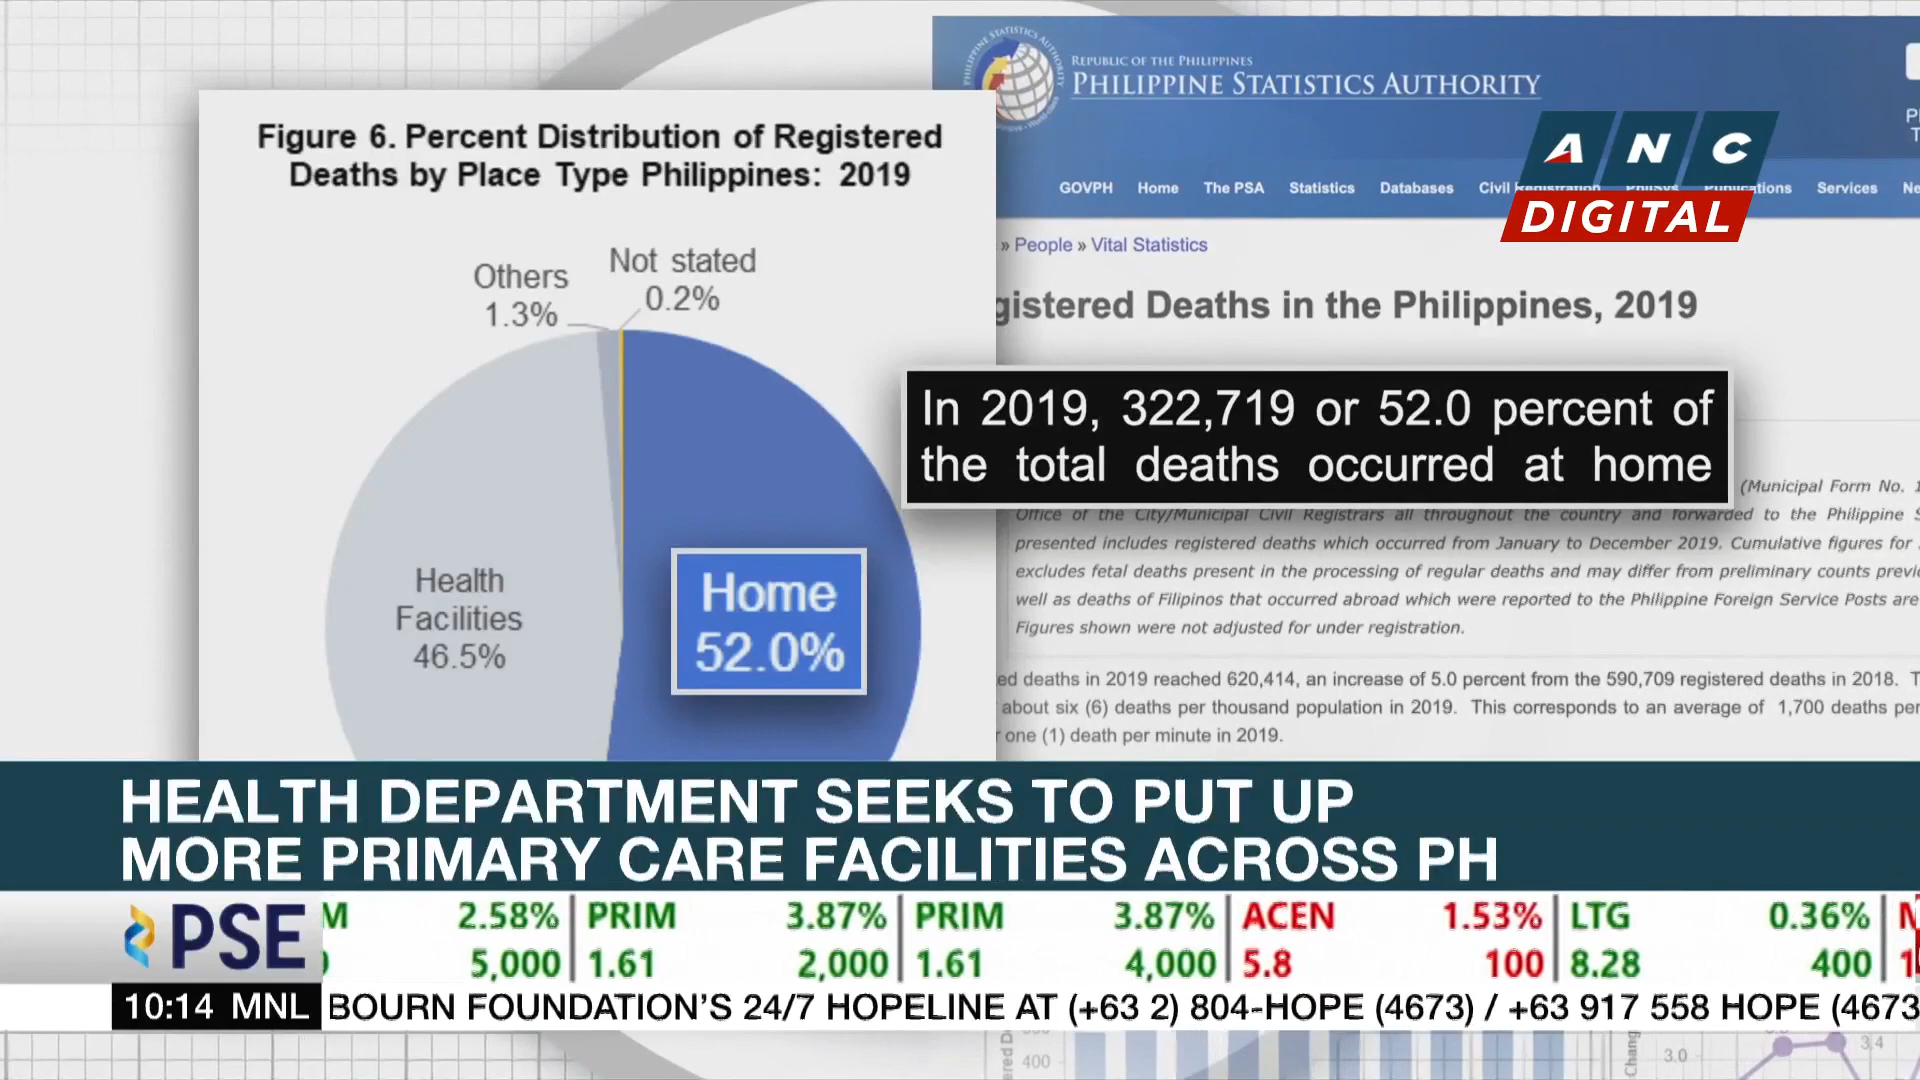 REPUBLIC OF THE PHILIPPINES
PHILIPPINE STATISTICS AUTHORITY
GOVPH Home The PSA Statistics Databases Civil Registration PhilSys Publications Services
ANC
DIGITAL
» People » Vital Statistics
gistered Deaths in the Philippines, 2019
Figure 6. Percent Distribution of Registered
Deaths by Place Type Philippines: 2019
Others
1.3%
Not stated
0.2%
Health
Facilities
46.5%
Home
52.0%
In 2019, 322,719 or 52.0 percent of
the total deaths occurred at home
(Municipal Form No. 1
Office of the City/Municipal Civil Registrars all throughout the country and forwarded to the Philippine S
presented includes registered deaths which occurred from January to December 2019. Cumulative figures for
excludes fetal deaths present in the processing of regular deaths and may differ from preliminary counts previ
well as deaths of Filipinos that occurred abroad which were reported to the Philippine Foreign Service Posts are
Figures shown were not adjusted for under registration.
ed deaths in 2019 reached 620,414, an increase of 5.0 percent from the 590,709 registered deaths in 2018. T
about six (6) deaths per thousand population in 2019. This corresponds to an average of 1,700 deaths per
one (1) death per minute in 2019.
HEALTH DEPARTMENT SEEKS TO PUT UP
MORE PRIMARY CARE FACILITIES ACROSS PH
PSE
M 2.58% PRIM 3.87% PRIM 3.87% ACEN 1.53% LTG 0.36%
5,000 1.61 2,000 1.61 4,000 5.8 100 8.28 400
10:14 MNL BOURN FOUNDATION'S 24/7 HOPELINE AT (+63 2) 804-HOPE (4673) / +63 917 558 HOPE (4673
400
3.0
3.4